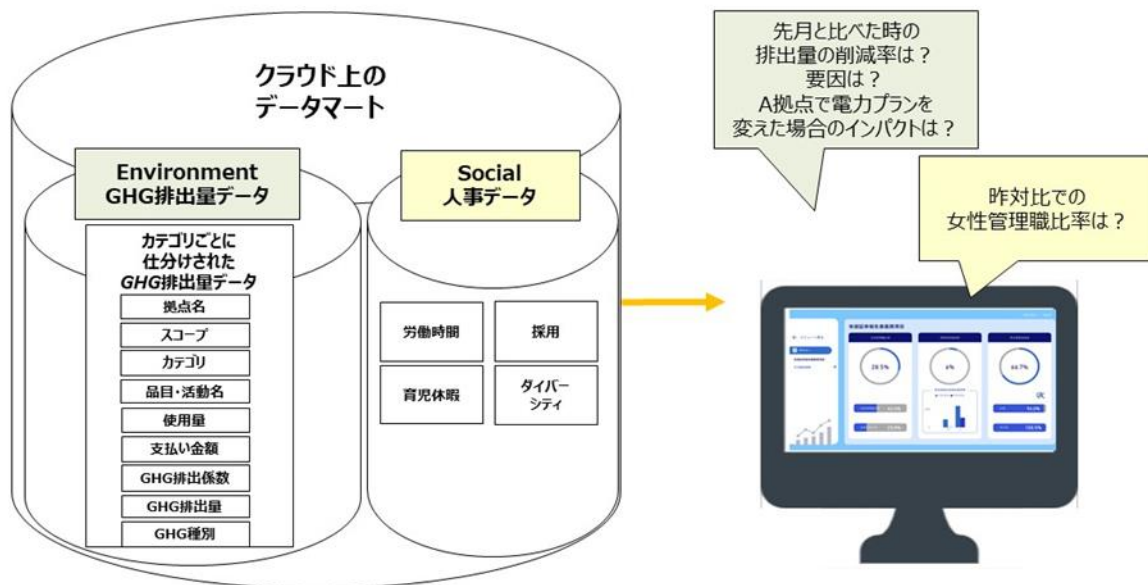 クラウド上の
データマート
Environment
GHG排出量データ
カテゴリごとに
仕分けされた
GHG排出量データ
拠点名
スコープ
カテゴリ
品目・活動名
使用量
支払い金額
GHG排出係数
GHG排出量
GHG種別
Social
人事データ
労働時間
採用
育児休暇
ダイバー
シティ
先月と比べた時の
排出量の削減率は？
要因は？
A拠点で電力プランを
変えた場合のインパクトは？
昨対比での
女性管理職比率は？
28.5%
6%
44.7%